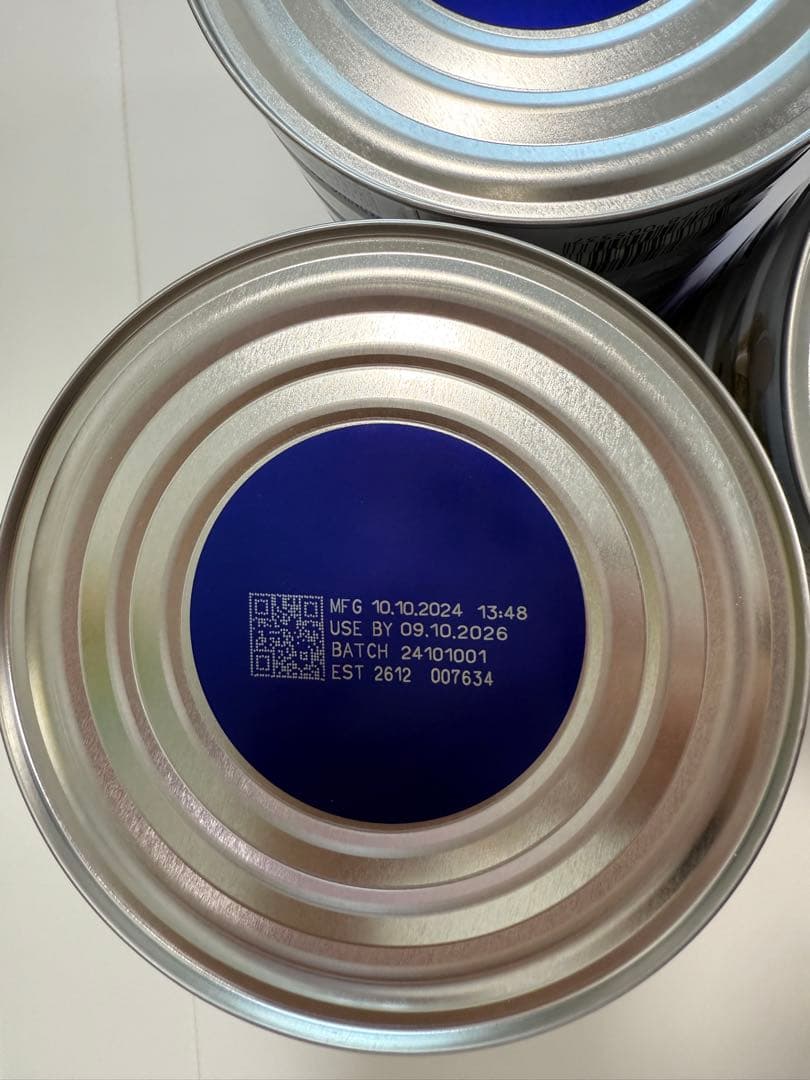 MFG 10.10.2024 13:48
USE BY 09.10.2026
BATCH 24101001
EST 2612 007634